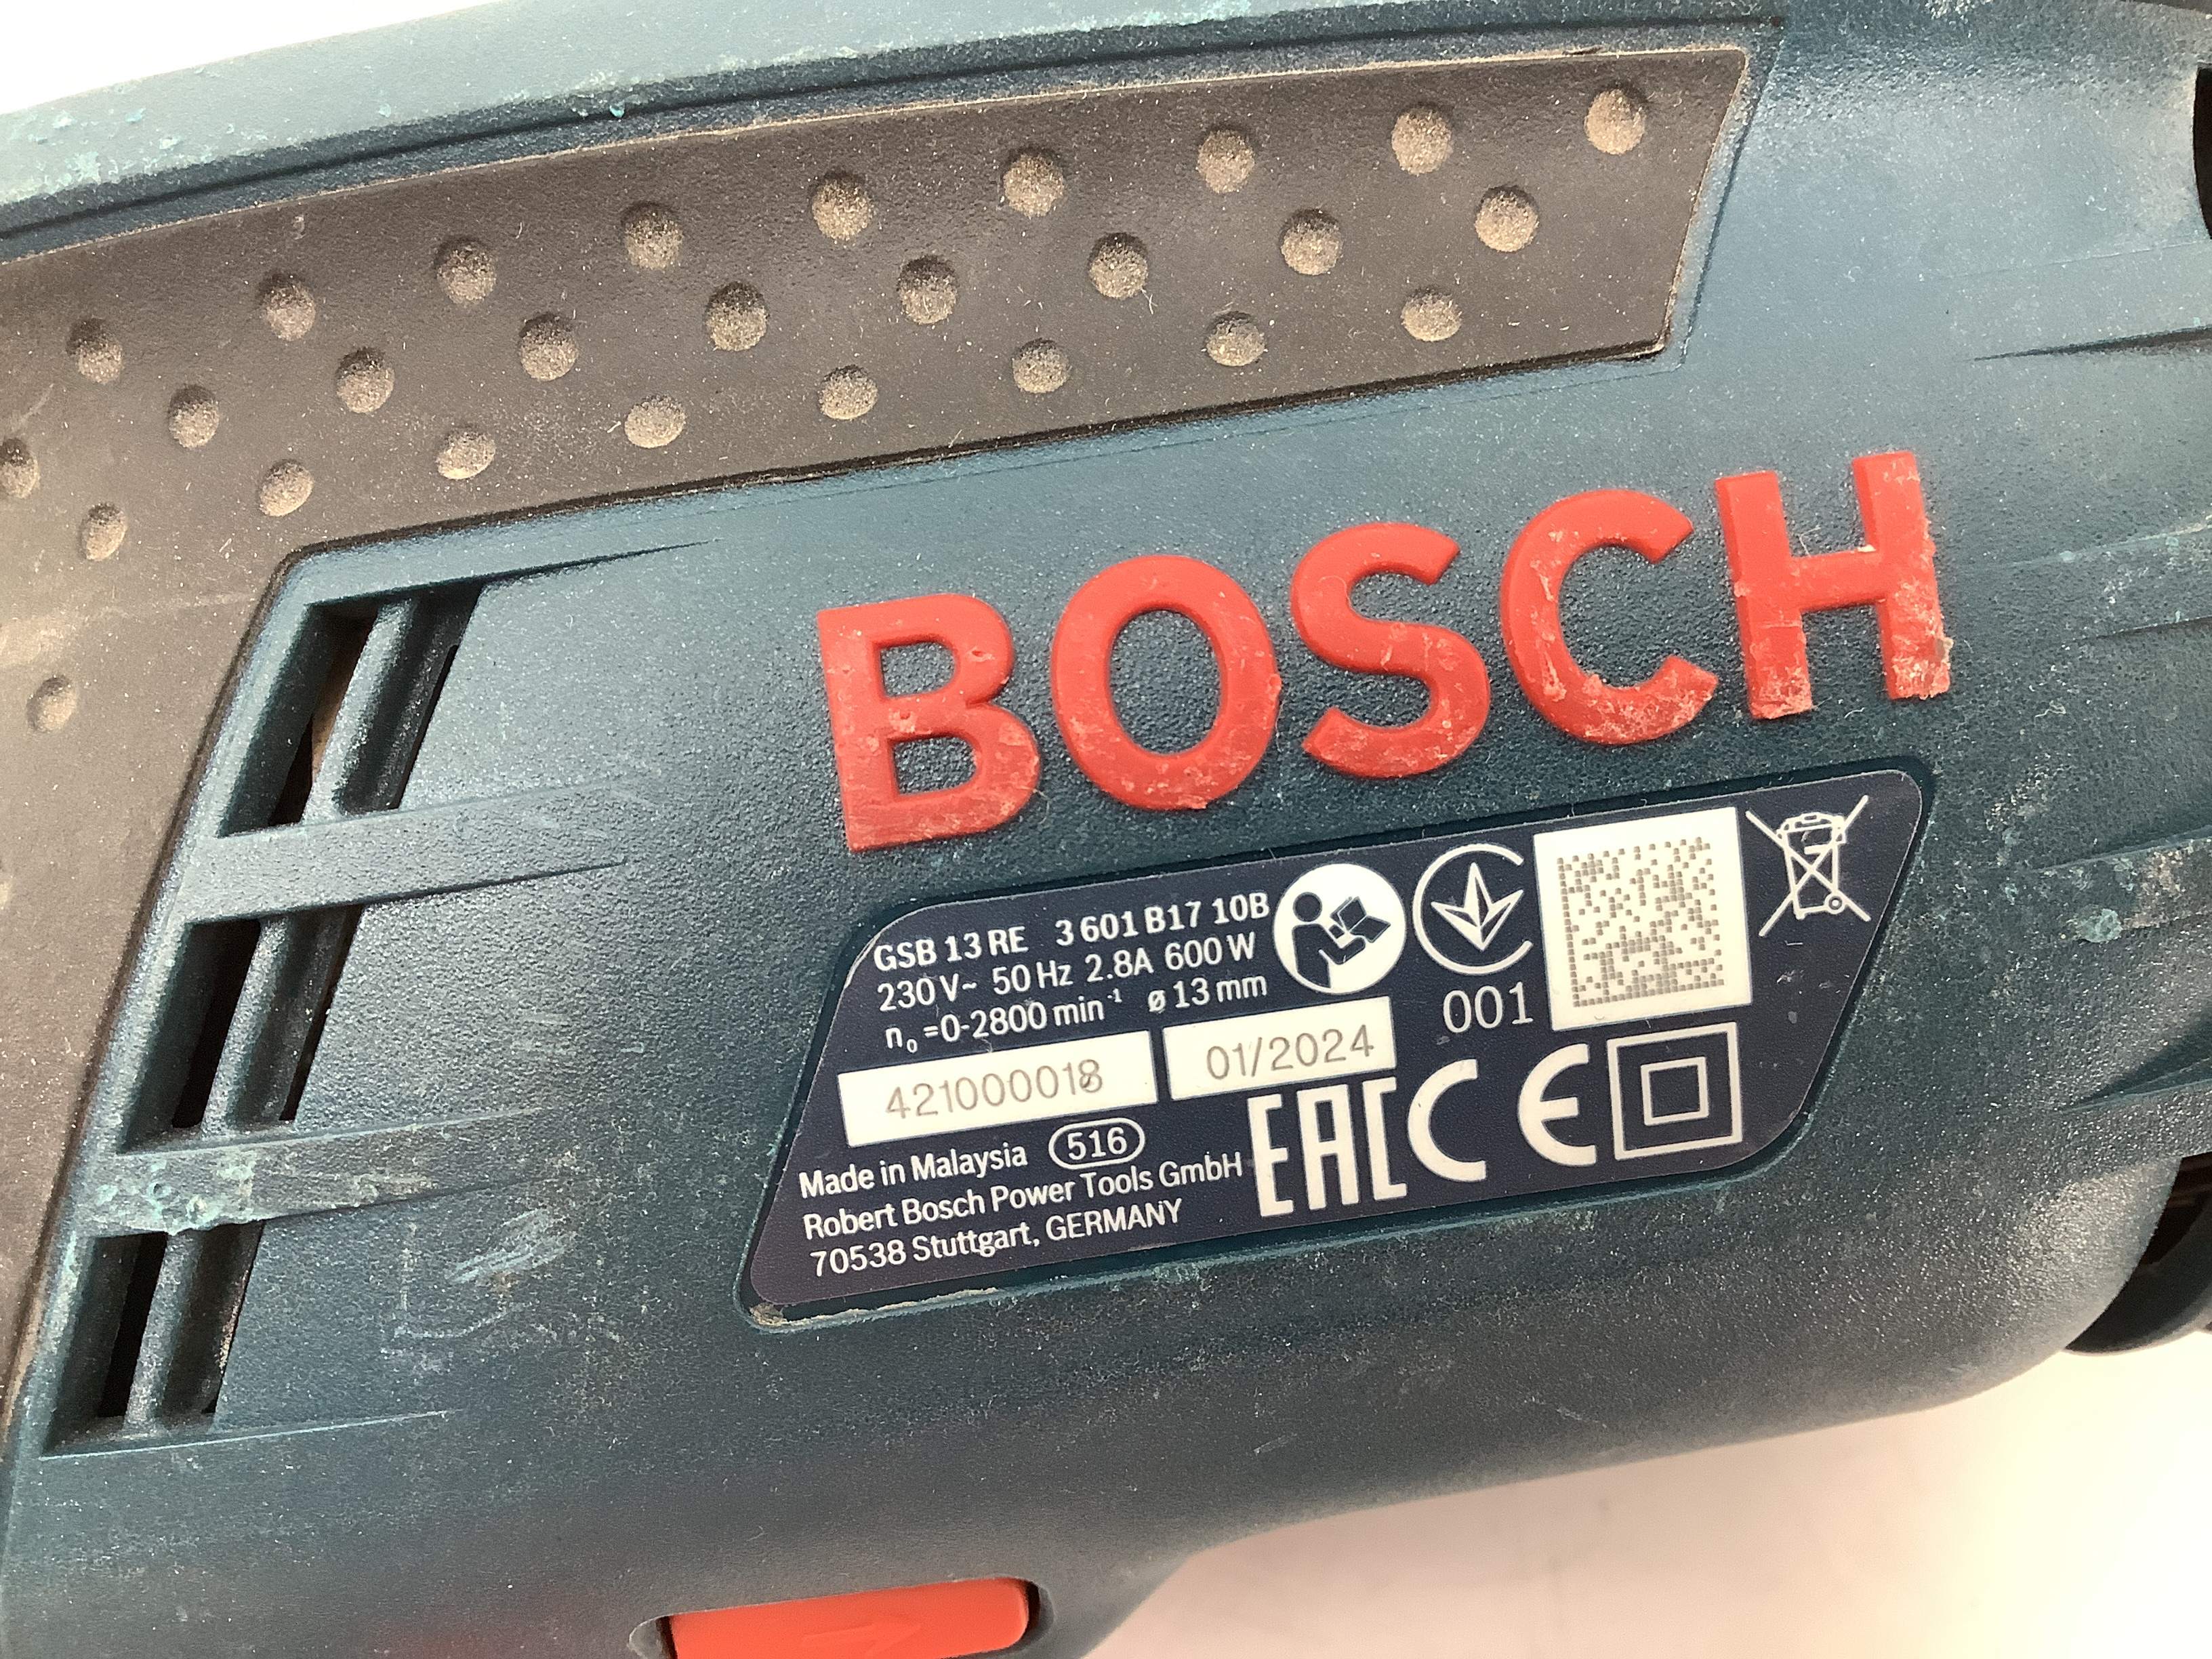 BOSCH
GSB 13 RE 3 601 B17 10B
230 V~ 50 Hz 2.8A 600 W
n₀ =0-2800 min⁻¹ ø 13 mm
001
421000018 01/2024
Made in Malaysia 516
Robert Bosch Power Tools GmbH
70538 Stuttgart, GERMANY
EAC CE